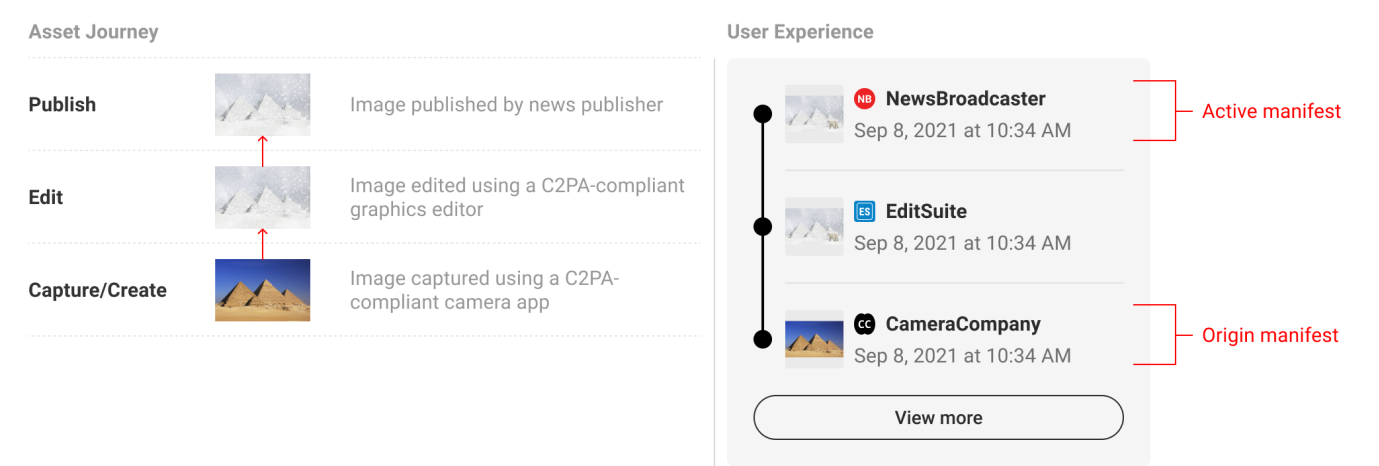 Asset Journey
Publish
Image published by news publisher
Edit
Image edited using a C2PA-compliant
graphics editor
Capture/Create
Image captured using a C2PA-
compliant camera app
User Experience
NB NewsBroadcaster
Sep 8, 2021 at 10:34 AM
Active manifest
ES EditSuite
Sep 8, 2021 at 10:34 AM
CC CameraCompany
Sep 8, 2021 at 10:34 AM
Origin manifest
View more